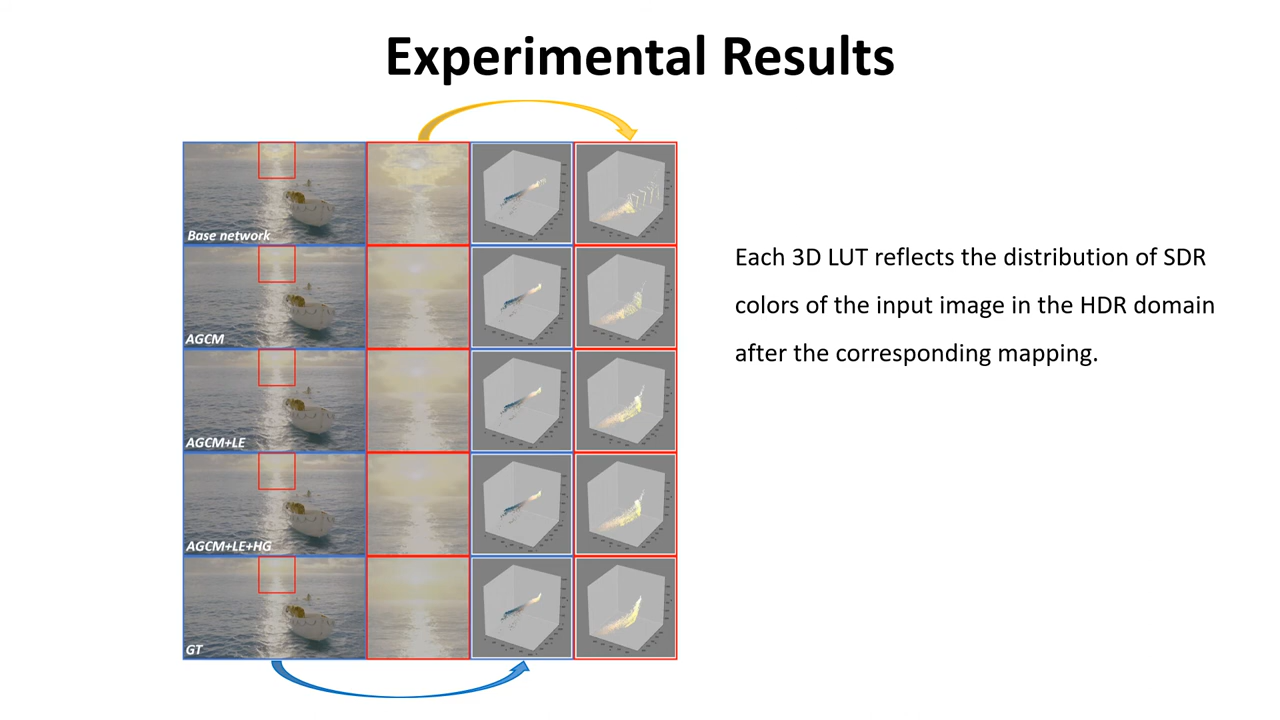 Experimental Results
Base network
AGCM
AGCM+LE
AGCM+LE+HG
GT
Each 3D LUT reflects the distribution of SDR
colors of the input image in the HDR domain
after the corresponding mapping.